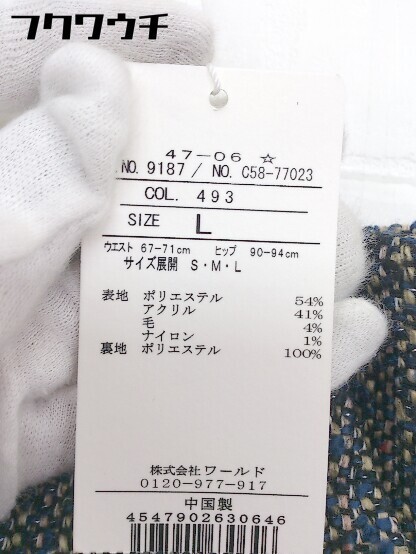 フクワウチ
47-06 ☆
NO. 9187 / NO. C58-77023
COL. 493
SIZE L
ウエスト 67-71cm ヒップ 90-94cm
サイズ展開 S・M・L
表地 ポリエステル 54%
アクリル 41%
毛 4%
ナイロン 1%
裏地 ポリエステル 100%
株式会社 ワールド
0120-977-917
中国製
4547902630646